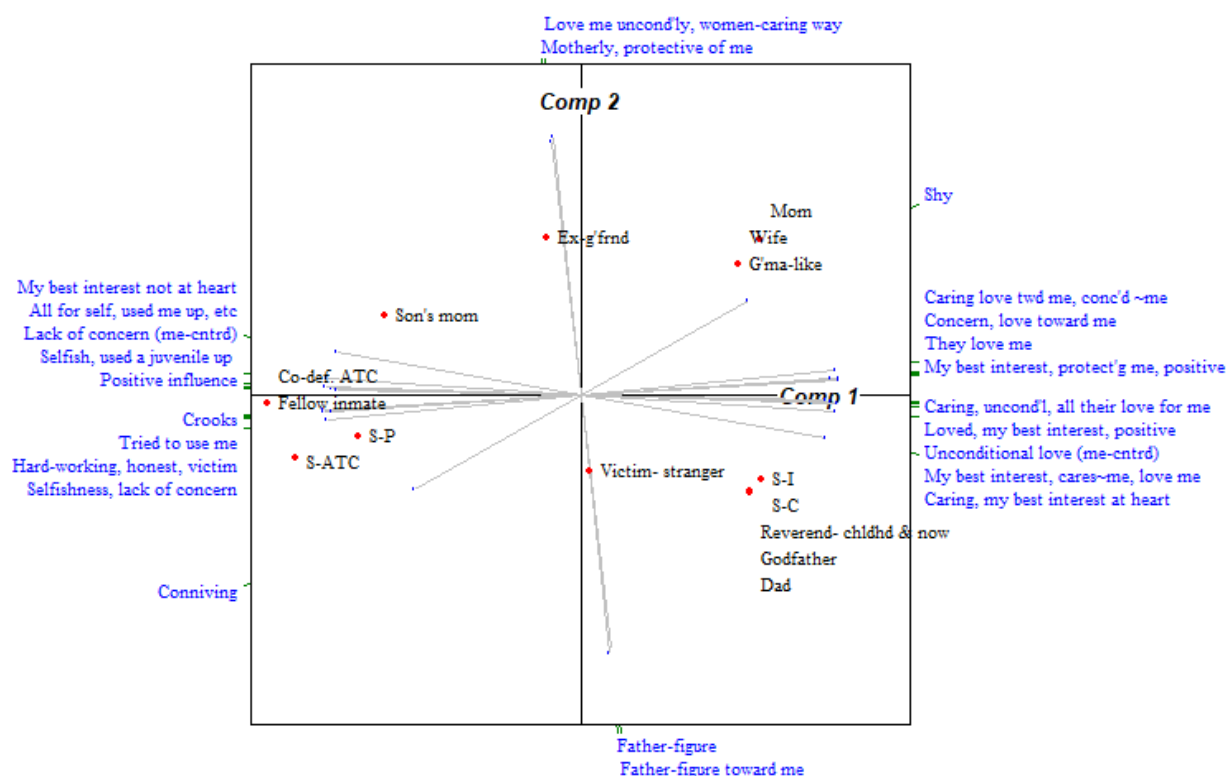 Love me uncond'ly, women-caring way
Motherly, protective of me
Comp 2
Shy
Mom
Wife
G'ma-like
Ex-g'frnd
Son's mom
My best interest not at heart
All for self, used me up, etc
Lack of concern (me-cntrd)
Selfish, used a juvenile up
Positive influence
Caring love twd me, conc'd ~me
Concern, love toward me
They love me
My best interest, protect'g me, positive
Co-def. ATC
Comp 1
Fellow inmate
S-P
S-ATC
Crooks
Tried to use me
Hard-working, honest, victim
Selfishness, lack of concern
Caring, uncond'l, all their love for me
Loved, my best interest, positive
Unconditional love (me-cntrd)
My best interest, cares~me, love me
Caring, my best interest at heart
Victim- stranger
S-I
S-C
Reverend- chldhd & now
Godfather
Dad
Conniving
Father-figure
Father-figure toward me